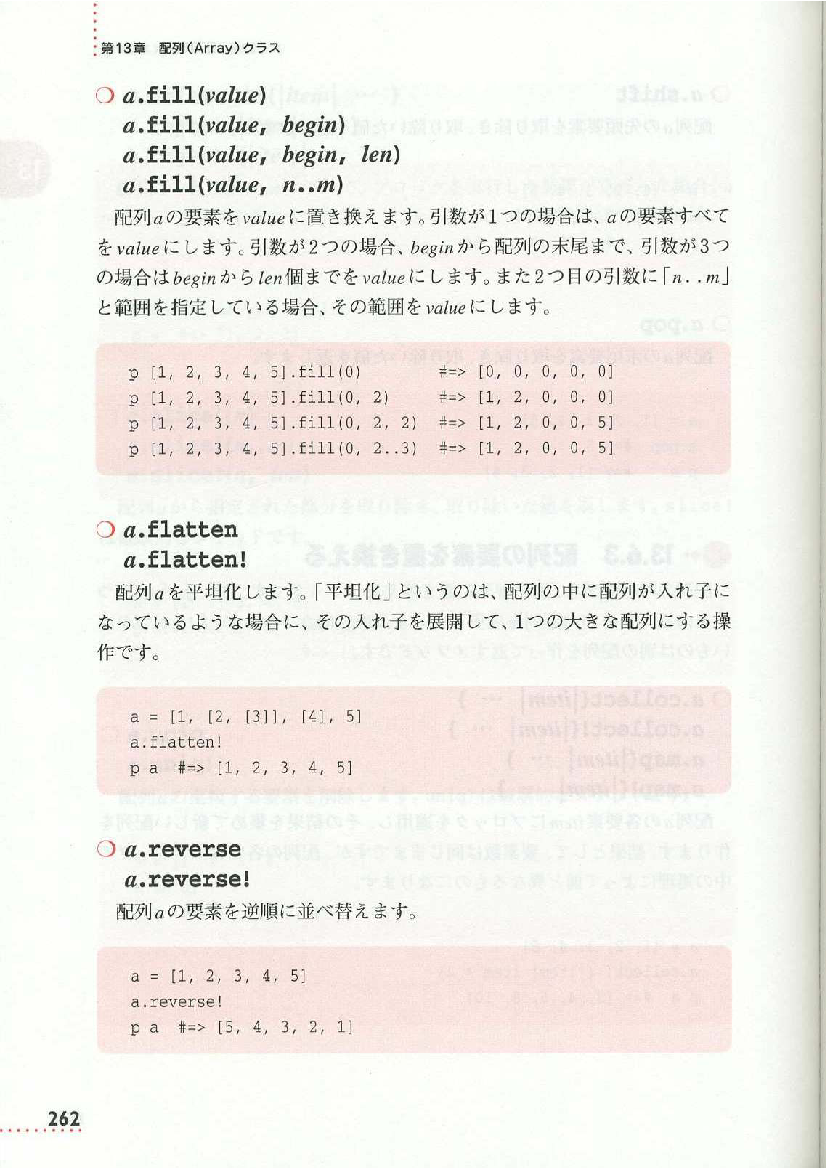 第13章 配列(Array)クラス
a.fill(value)
a.fill(value, begin)
a.fill(value, begin, len)
a.fill(value, n..m)
配列aの要素をvalueに置き換えます。引数が1つの場合は、aの要素すべて
をvalueにします。引数が2つの場合、beginから配列の末尾まで、引数が3つ
の場合はbeginからlen個までをvalueにします。また2つ目の引数に「n..m」
と範囲を指定している場合、その範囲をvalueにします。
p [1, 2, 3, 4, 5].fill(0) #=> [0, 0, 0, 0, 0]
p [1, 2, 3, 4, 5].fill(0, 2) #=> [1, 2, 0, 0, 0]
p [1, 2, 3, 4, 5].fill(0, 2, 2) #=> [1, 2, 0, 0, 5]
p [1, 2, 3, 4, 5].fill(0, 2..3) #=> [1, 2, 0, 0, 5]
a.flatten
a.flatten!
配列aを平坦化します。「平坦化」というのは、配列の中に配列が入れ子に
なっているような場合に、その入れ子を展開して、1つの大きな配列にする操
作です。
a = [1, [2, [3]], [4], 5]
a.flatten!
p a #=> [1, 2, 3, 4, 5]
a.reverse
a.reverse!
配列aの要素を逆順に並べ替えます。
a = [1, 2, 3, 4, 5]
a.reverse!
p a #=> [5, 4, 3, 2, 1]
262